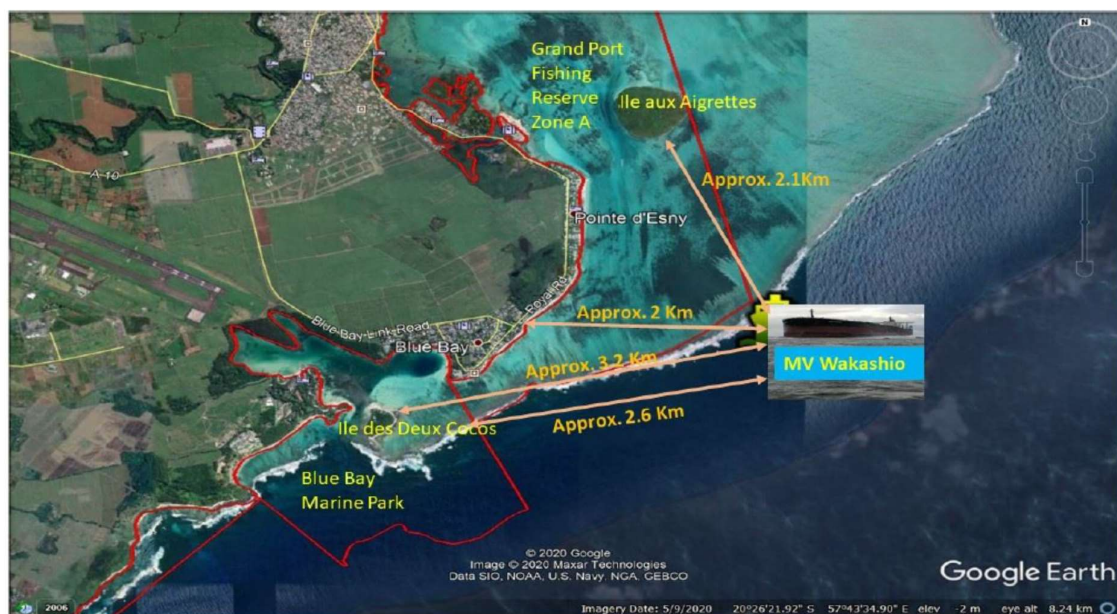 N
Grand Port
Fishing
Reserve
Zone A
Ile aux Aigrettes
A-10
Approx. 2.1Km
Pointe d'Esny
Royal Rd
Blue Bay Link Road
Approx. 2 Km
Blue Bay
MV Wakashio
Approx. 3.2 Km
Approx. 2.6 Km
Ile des Deux Cocos
Blue Bay
Marine Park
© 2020 Google
Image © 2020 Maxar Technologies
Data SIO, NOAA, U.S. Navy, NGA, GEBCO
Google Earth
2006
Imagery Date: 5/9/2020 20°26'21.92" S 57°43'34.90" E elev -2 m eye alt 8.24 km